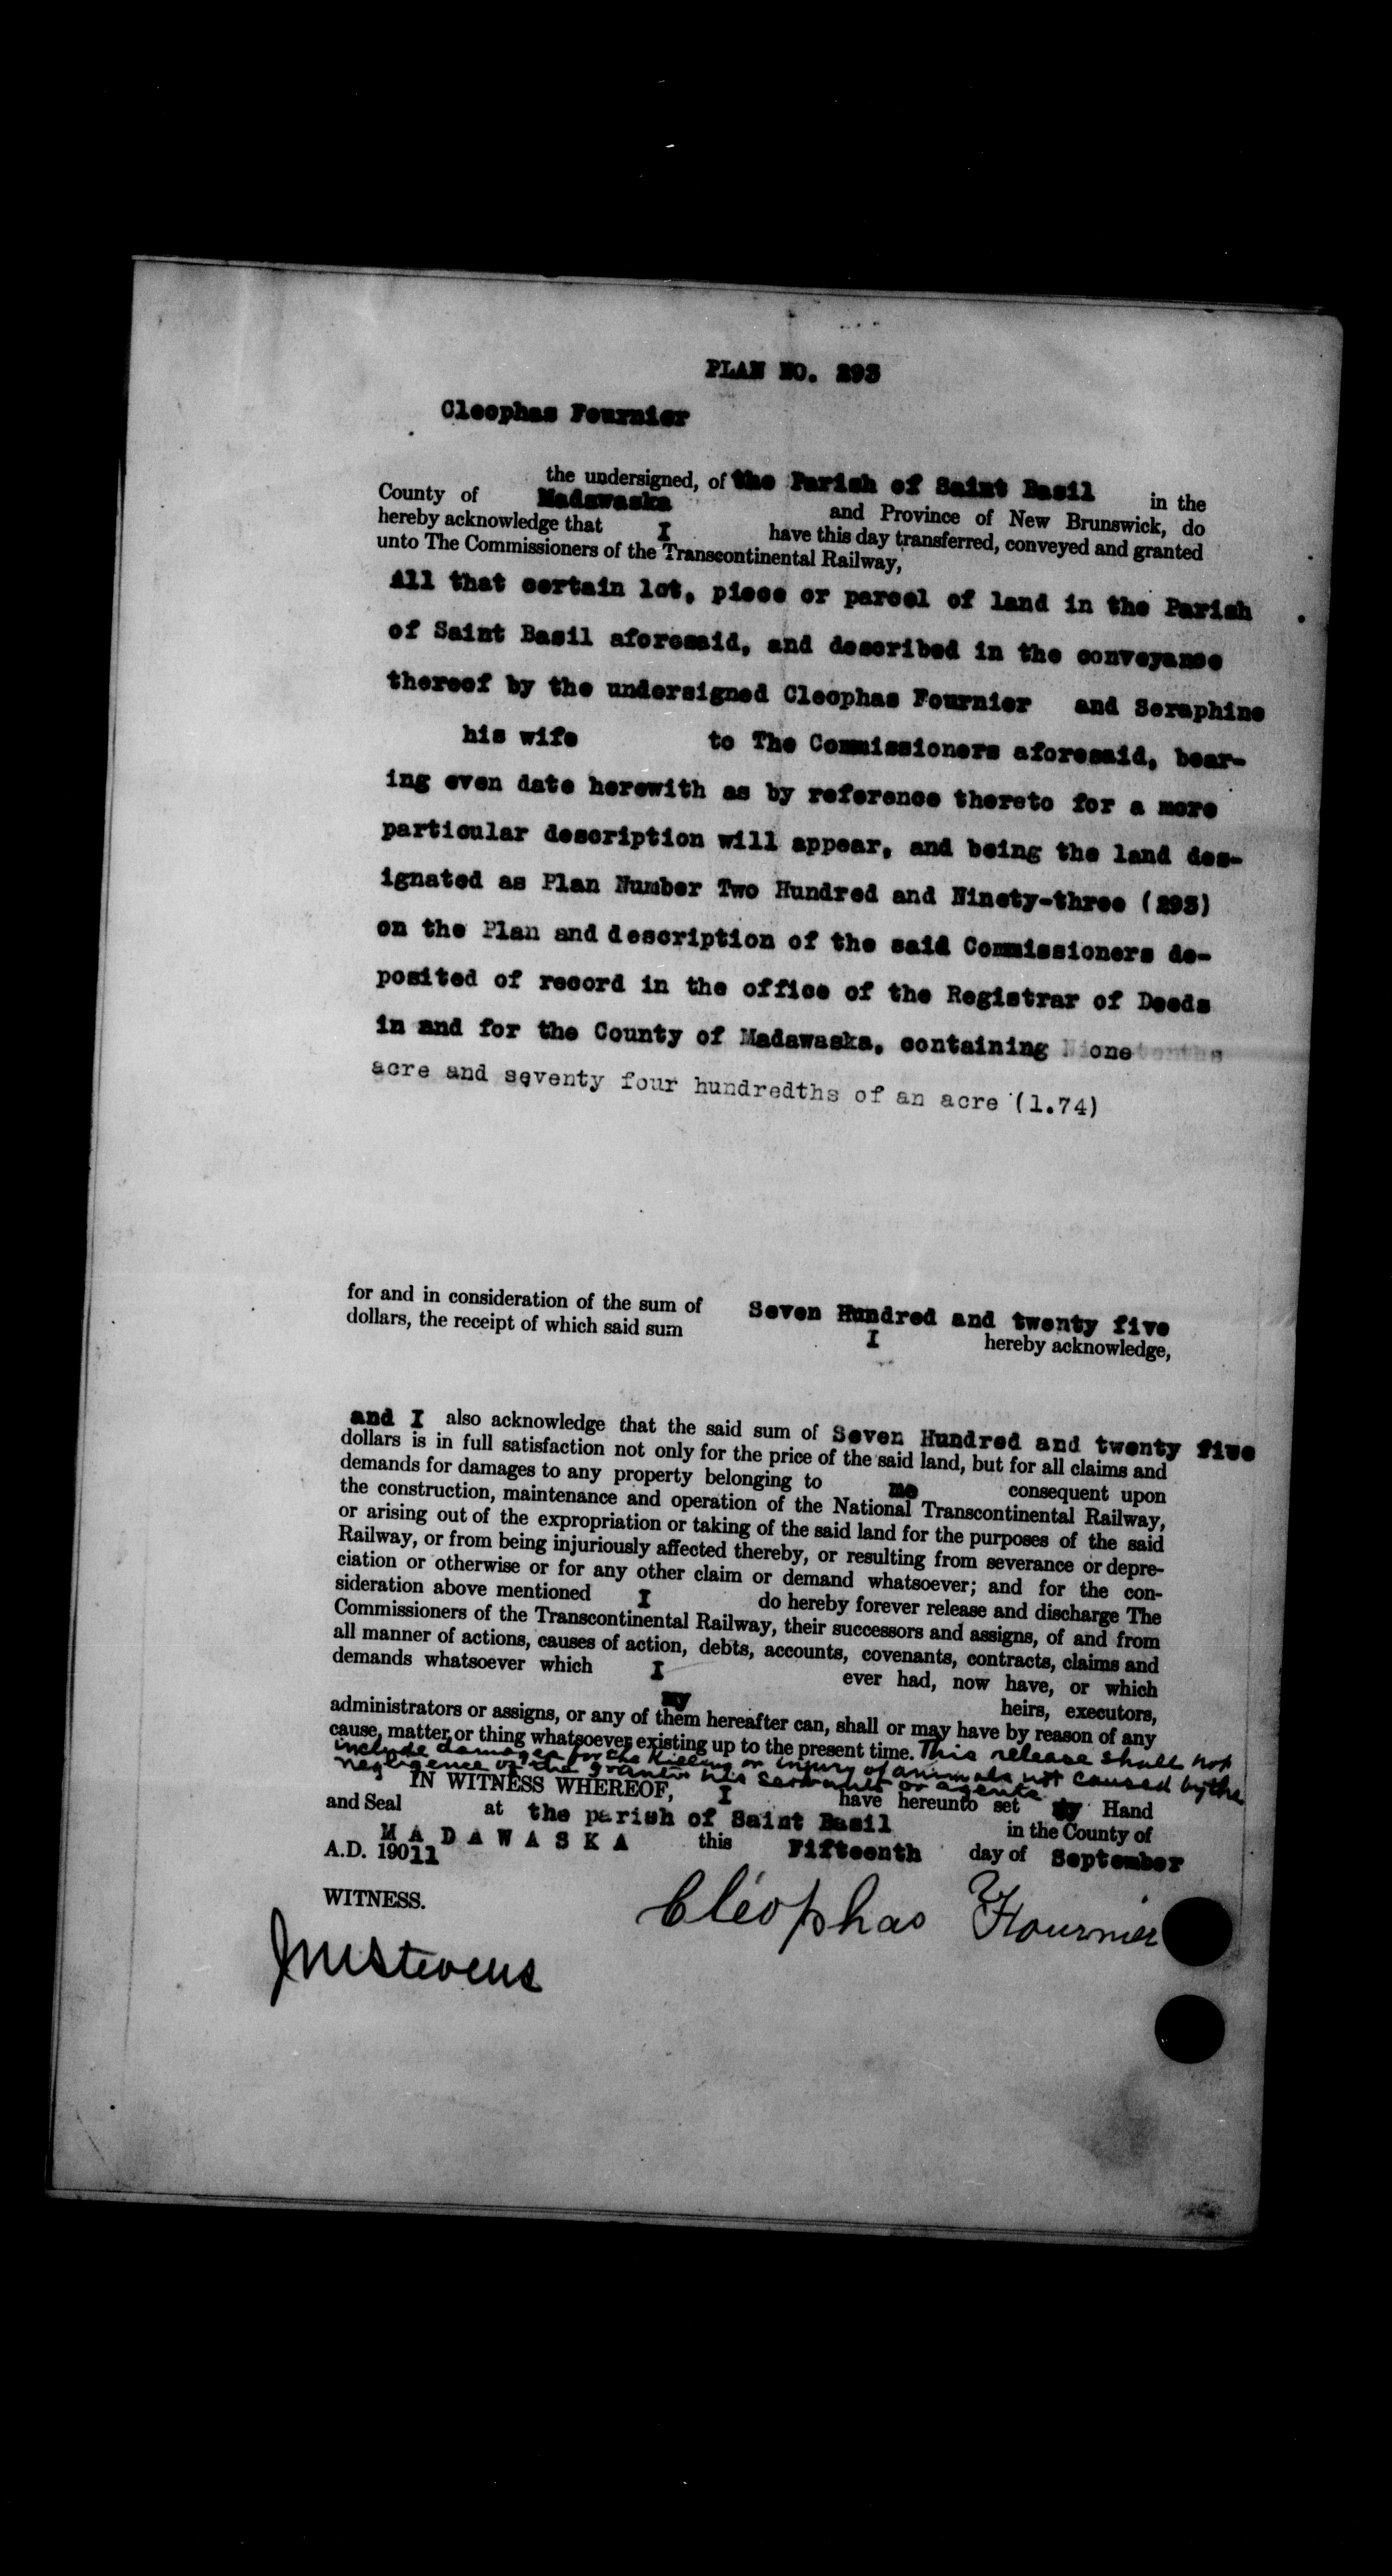 PLAN NO. 293
Cleophas Fournier
the undersigned, of the Parish of Saint Basil in the
County of Madawaska and Province of New Brunswick, do
hereby acknowledge that I have this day transferred, conveyed and granted
unto The Commissioners of the Transcontinental Railway,
All that certain lot, piece or parcel of land in the Parish
of Saint Basil aforesaid, and described in the conveyance
thereof by the undersigned Cleophas Fournier and Seraphine
his wife to The Commissioners aforesaid, bear-
ing even date herewith as by reference thereto for a more
particular description will appear, and being the land des-
ignated as Plan Number Two Hundred and Ninety-three (293)
on the Plan and description of the said Commissioners de-
posited of record in the office of the Registrar of Deeds
in and for the County of Madawaska, containing one
acre and seventy four hundredths of an acre (1.74)
for and in consideration of the sum of Seven Hundred and twenty five
dollars, the receipt of which said sum I hereby acknowledge,
and I also acknowledge that the said sum of Seven Hundred and twenty five
dollars is in full satisfaction not only for the price of the said land, but for all claims and
demands for damages to any property belonging to me consequent upon
the construction, maintenance and operation of the National Transcontinental Railway,
or arising out of the expropriation or taking of the said land for the purposes of the said
Railway, or from being injuriously affected thereby, or resulting from severance or depre-
ciation or otherwise or for any other claim or demand whatsoever; and for the con-
sideration above mentioned I do hereby forever release and discharge The
Commissioners of the Transcontinental Railway, their successors and assigns, of and from
all manner of actions, causes of action, debts, accounts, covenants, contracts, claims and
demands whatsoever which I ever had, now have, or which
my heirs, executors,
administrators or assigns, or any of them hereafter can, shall or may have by reason of any
cause, matter or thing whatsoever existing up to the present time. This release shall not
include damages for the killing or injury of animals not caused by the
negligence of the grantor his servants or agents.
IN WITNESS WHEREOF, I have hereunto set my Hand
and Seal at the parish of Saint Basil in the County of
MADAWASKA this Fifteenth day of September
A.D. 19011
WITNESS.
Cléophas Fournier
JMStevens